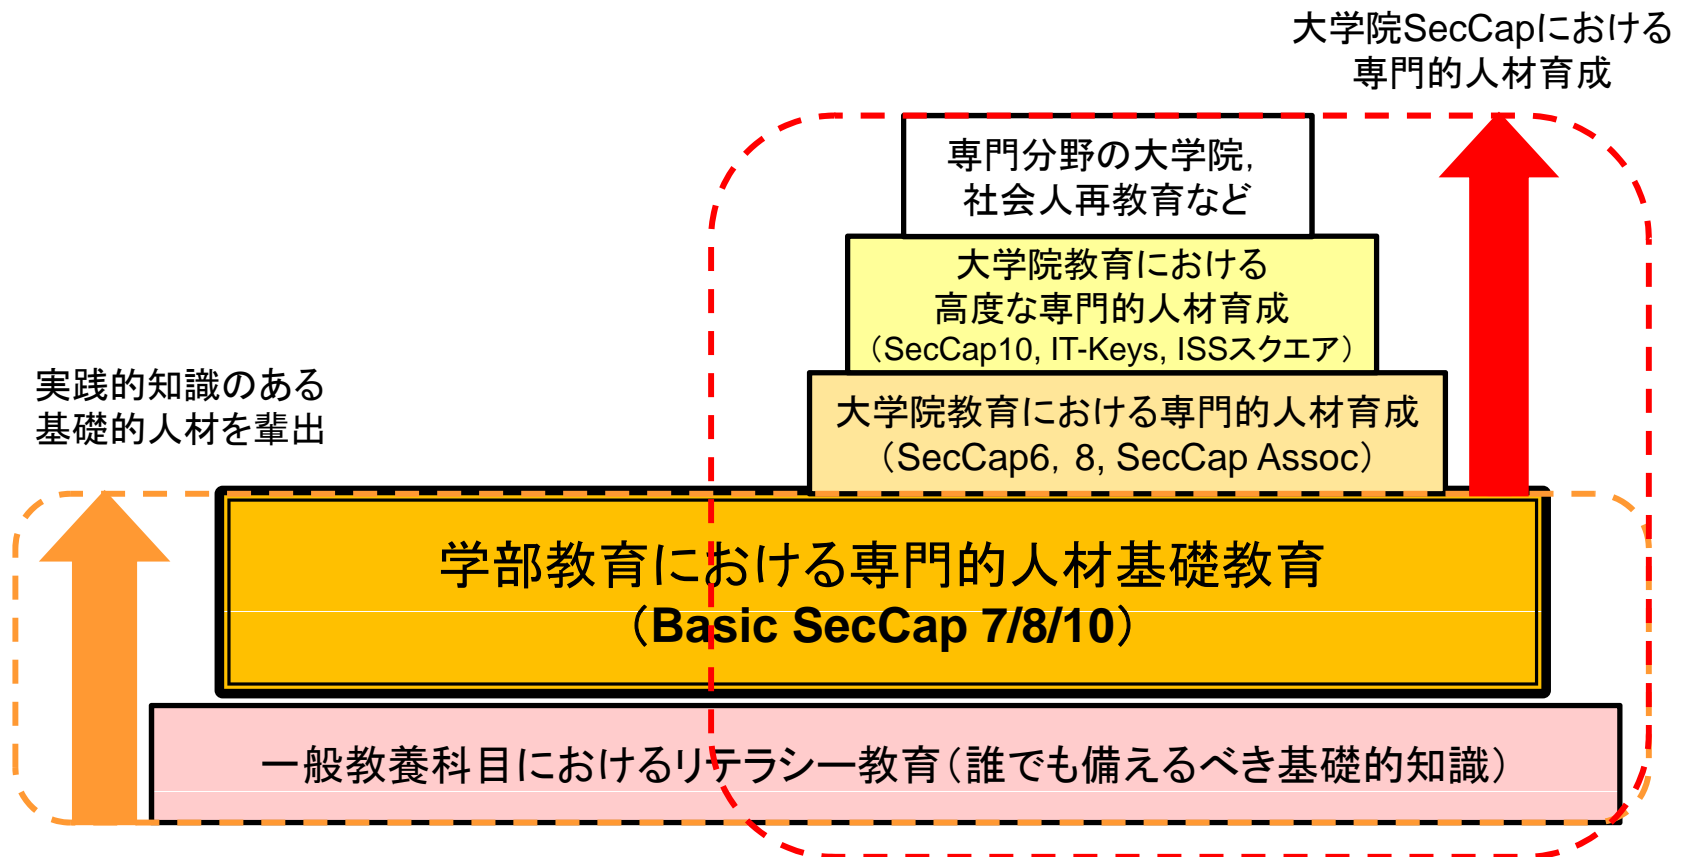 大学院SecCapにおける
専門的人材育成
専門分野の大学院,
社会人再教育など
大学院教育における
高度な専門的人材育成
（SecCap10, IT-Keys, ISSスクエア）
実践的知識のある
基礎的人材を輩出
大学院教育における専門的人材育成
（SecCap6, 8, SecCap Assoc）
学部教育における専門的人材基礎教育
（Basic SecCap 7/8/10）
一般教養科目におけるリテラシー教育（誰でも備えるべき基礎的知識）